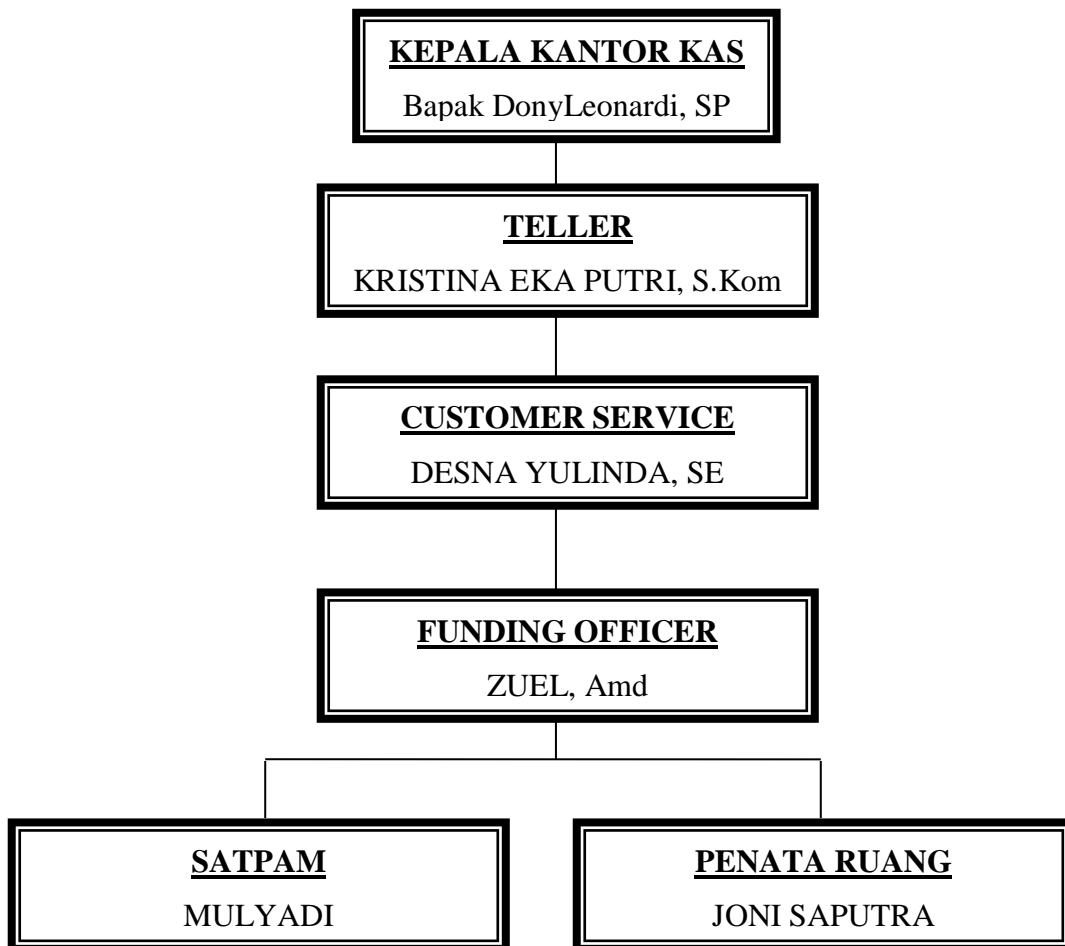 KEPALA KANTOR KAS
Bapak DonyLeonardi, SP
TELLER
KRISTINA EKA PUTRI, S.Kom
CUSTOMER SERVICE
DESNA YULINDA, SE
FUNDING OFFICER
ZUEL, Amd
SATPAM
MULYADI
PENATA RUANG
JONI SAPUTRA